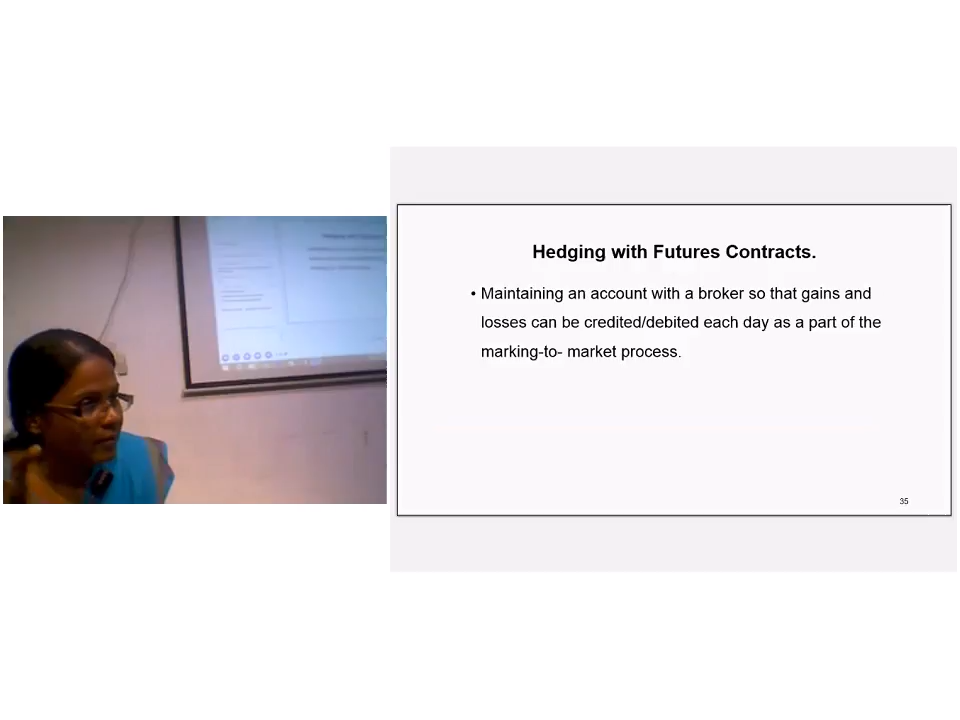 Hedging with Futures Contracts.
• Maintaining an account with a broker so that gains and
losses can be credited/debited each day as a part of the
marking-to- market process.
35